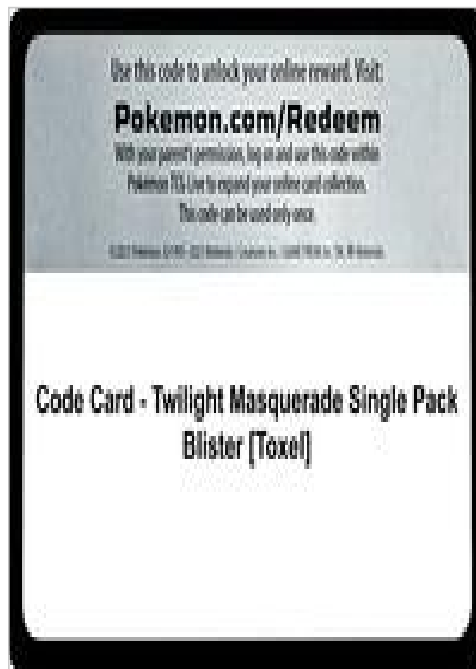 Use this code to unlock your online reward. Visit:
Pokemon.com/Redeem
With your parent's permission, log on and use this code within
Pokémon TCG Live to expand your online card collection.
This code can be used only once.
Code Card - Twilight Masquerade Single Pack
Blister [Toxel]